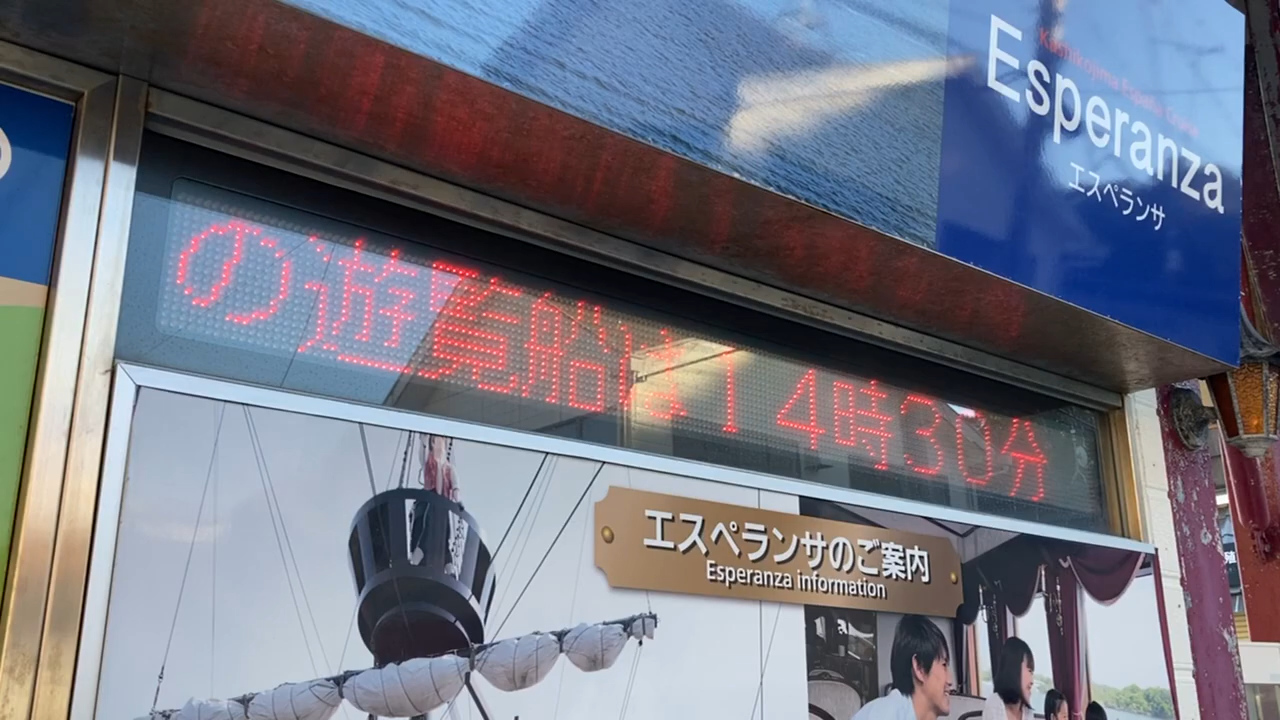 Kashikojima España Cruise
Esperanza
エスペランサ
の遊覧船は14時30分
エスペランサのご案内
Esperanza information